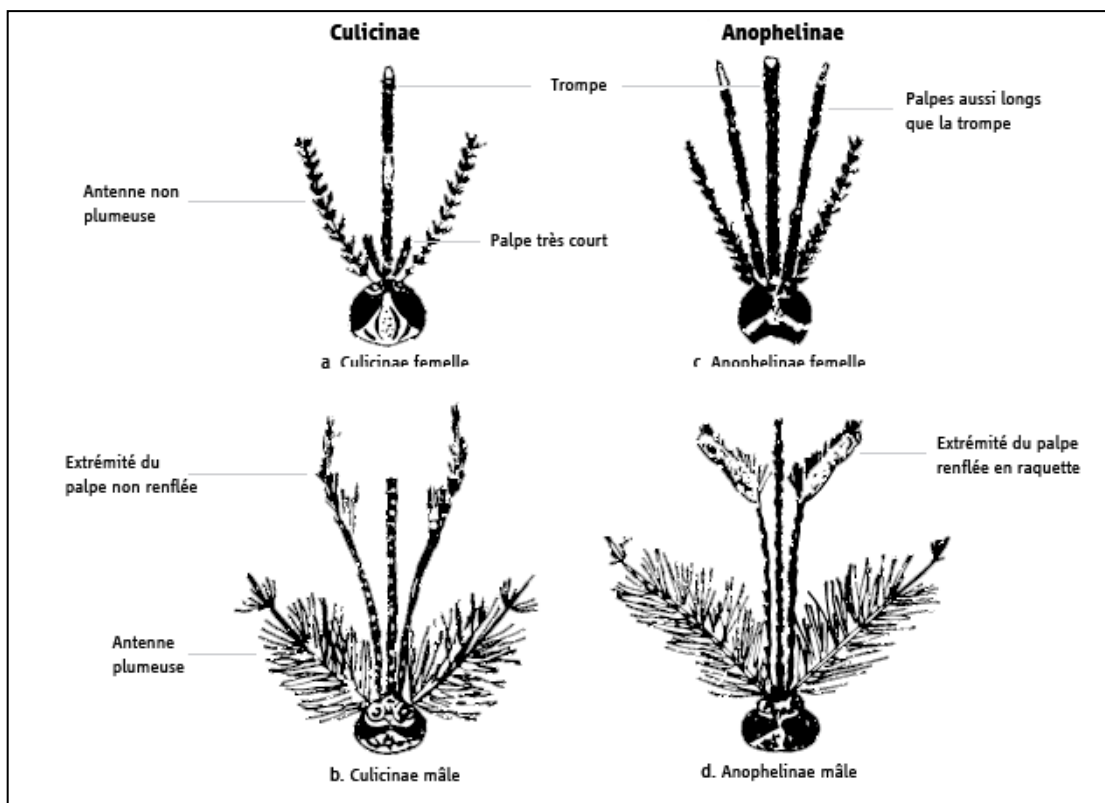 Culicinae
Anophelinae
Trompe
Palpes aussi longs
que la trompe
Antenne non
plumeuse
Palpe très court
a. Culicinae femelle
c. Anophelinae femelle
Extrémité du
palpe non renflée
Extrémité du palpe
renflée en raquette
Antenne
plumeuse
b. Culicinae mâle
d. Anophelinae mâle